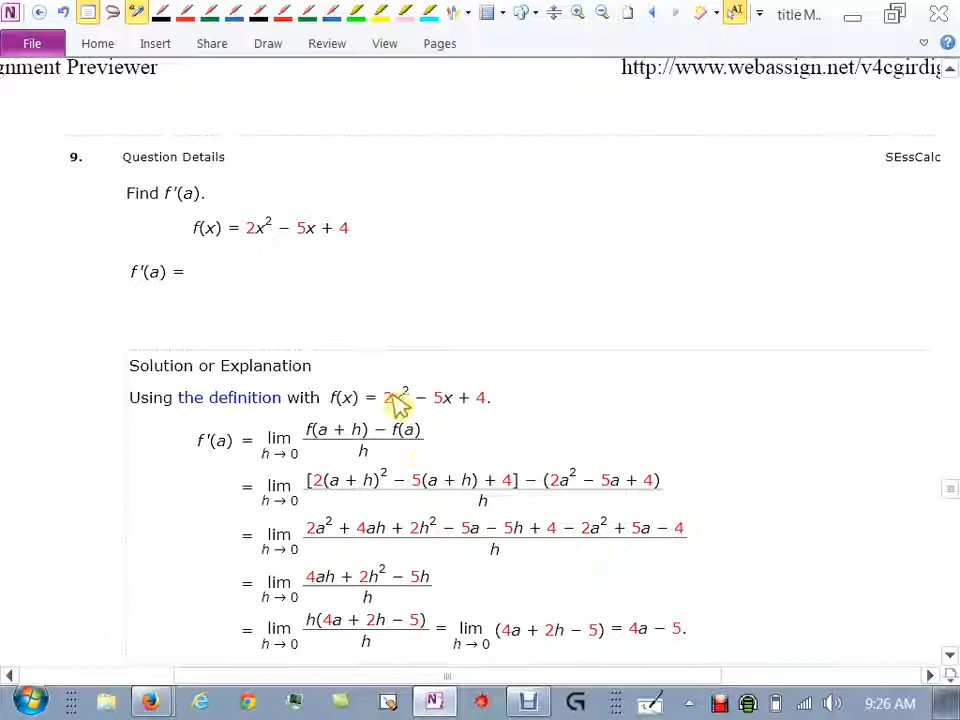 title M..
File Home Insert Share Draw Review View Pages
gnment Previewer http://www.webassign.net/v4cgirdig
9. Question Details SEssCalc
Find f'(a).
f(x) = 2x² − 5x + 4
f'(a) =
Solution or Explanation
Using the definition with f(x) = 2x² − 5x + 4.
f'(a) = lim h→0 f(a + h) − f(a) / h
= lim h→0 [2(a + h)² − 5(a + h) + 4] − (2a² − 5a + 4) / h
= lim h→0 2a² + 4ah + 2h² − 5a − 5h + 4 − 2a² + 5a − 4 / h
= lim h→0 4ah + 2h² − 5h / h
= lim h→0 h(4a + 2h − 5) / h = lim h→0 (4a + 2h − 5) = 4a − 5.
9:26 AM